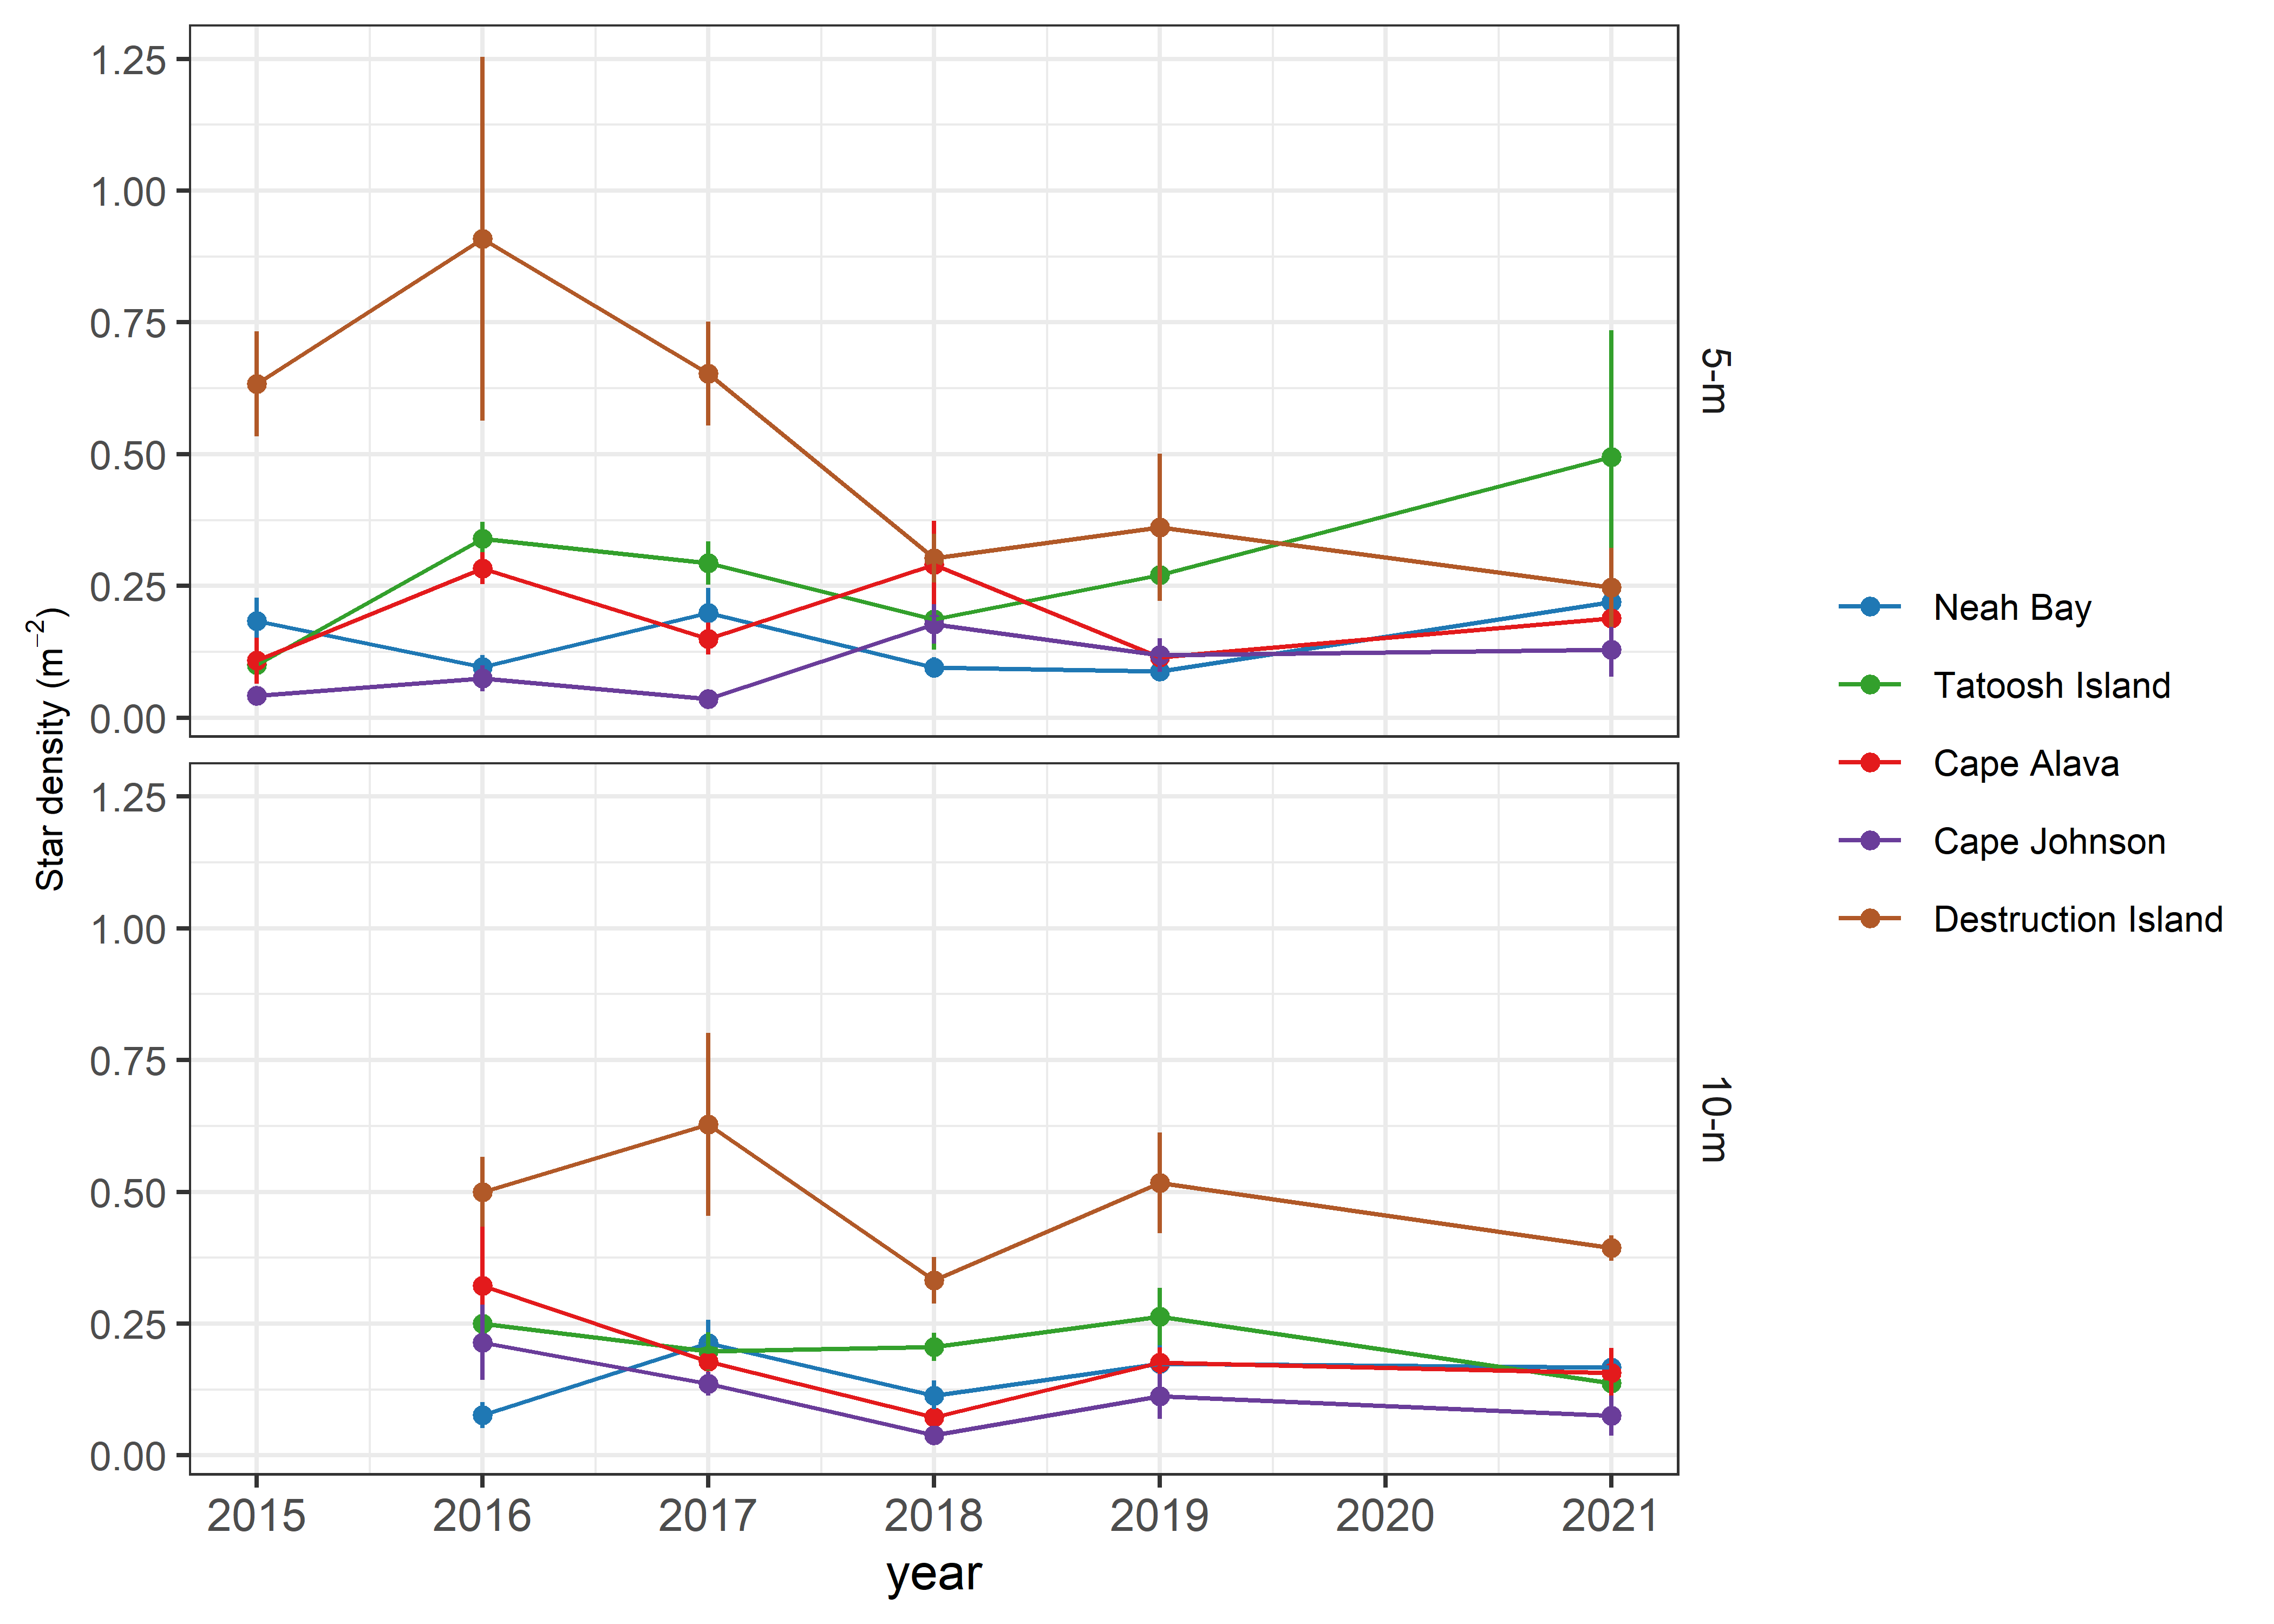 Star density (m⁻²)
1.25
1.00
0.75
0.50
0.25
0.00
5-m
1.25
1.00
0.75
0.50
0.25
0.00
10-m
2015 2016 2017 2018 2019 2020 2021
year
Neah Bay
Tatoosh Island
Cape Alava
Cape Johnson
Destruction Island